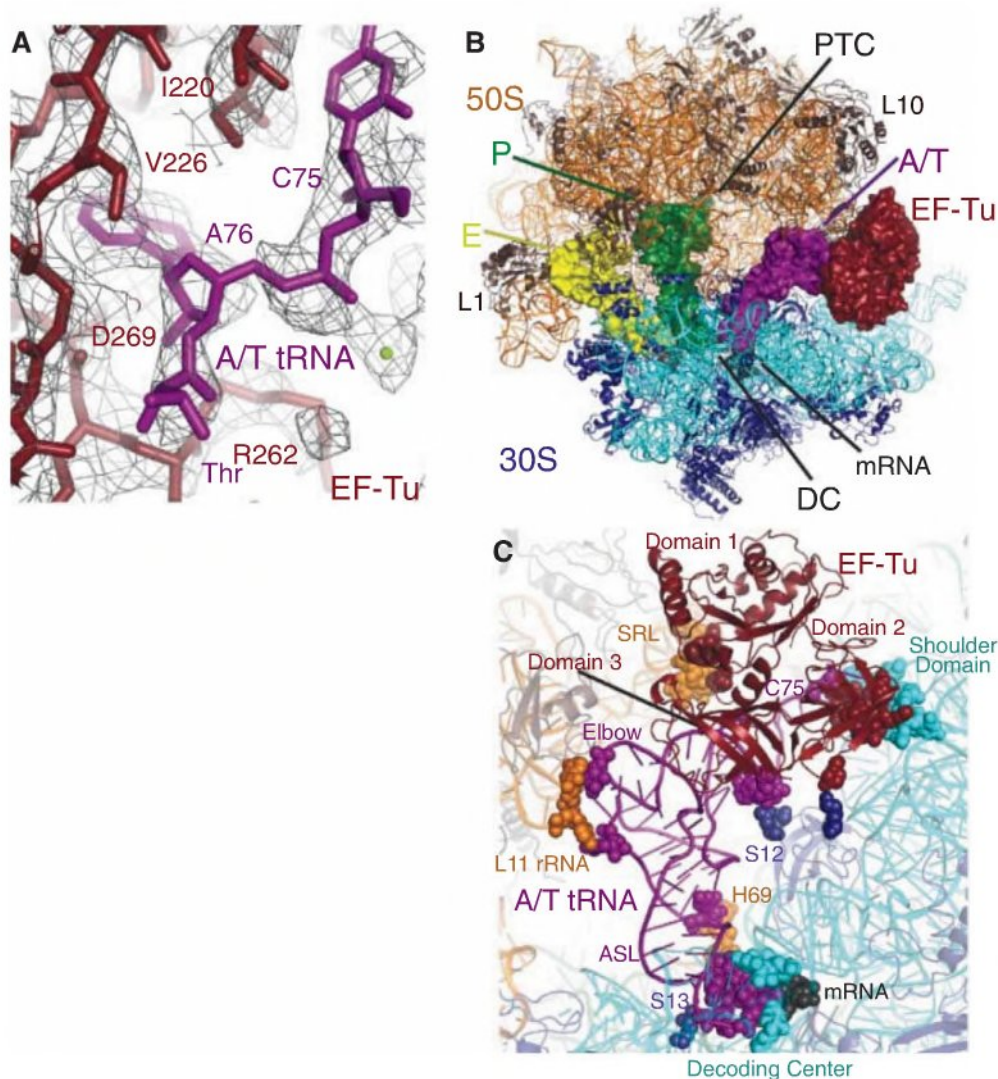 A
I220
V226
C75
A76
D269
A/T tRNA
Thr
R262
EF-Tu
B
PTC
50S
L10
P
A/T
EF-Tu
E
L1
30S
mRNA
DC
C
Domain 1
EF-Tu
SRL
Domain 2
Domain 3
Shoulder
Domain
C75
Elbow
S12
L11 rRNA
H69
A/T tRNA
ASL
S13
mRNA
Decoding Center